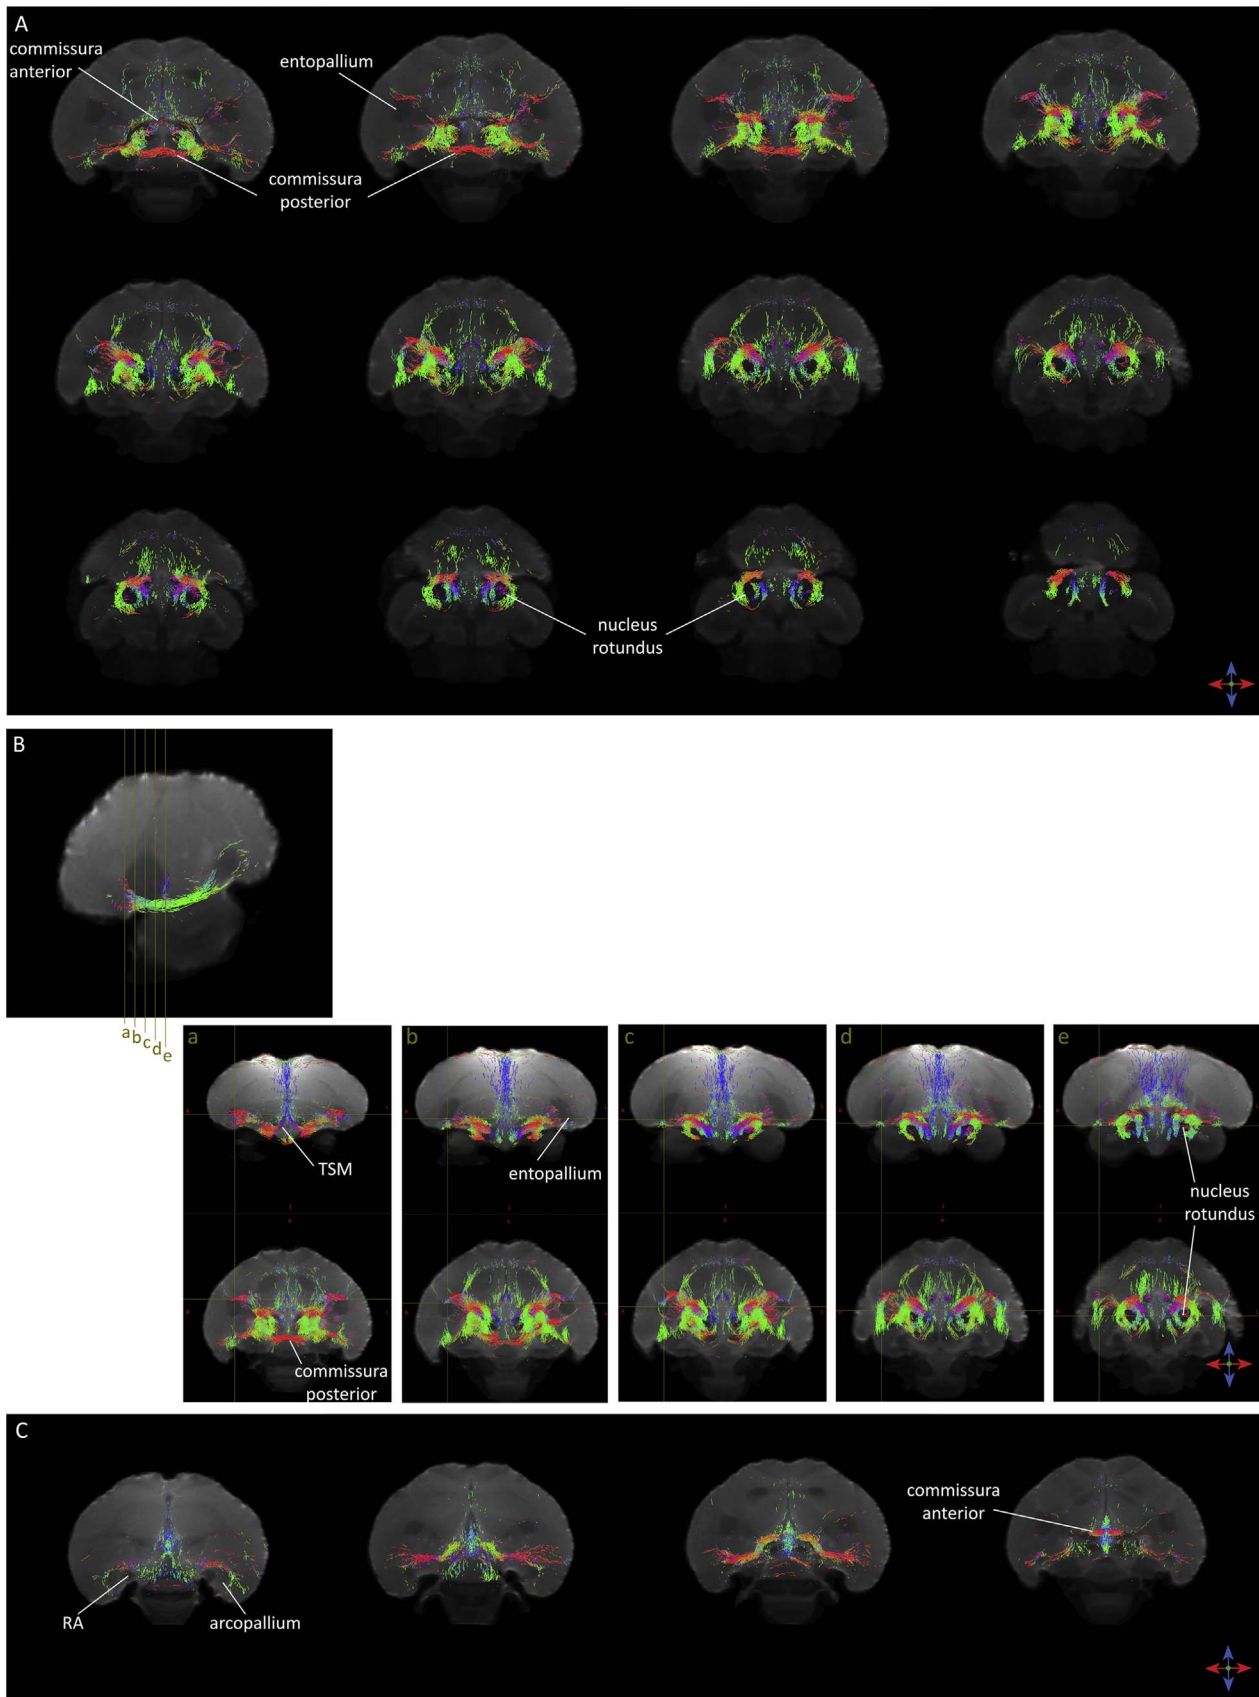 A
commissura
anterior
entopallium
commissura
posterior
nucleus
rotundus
B
a b c d e
a
b
c
d
e
TSM
entopallium
nucleus
rotundus
commissura
posterior
C
commissura
anterior
RA
arcopallium